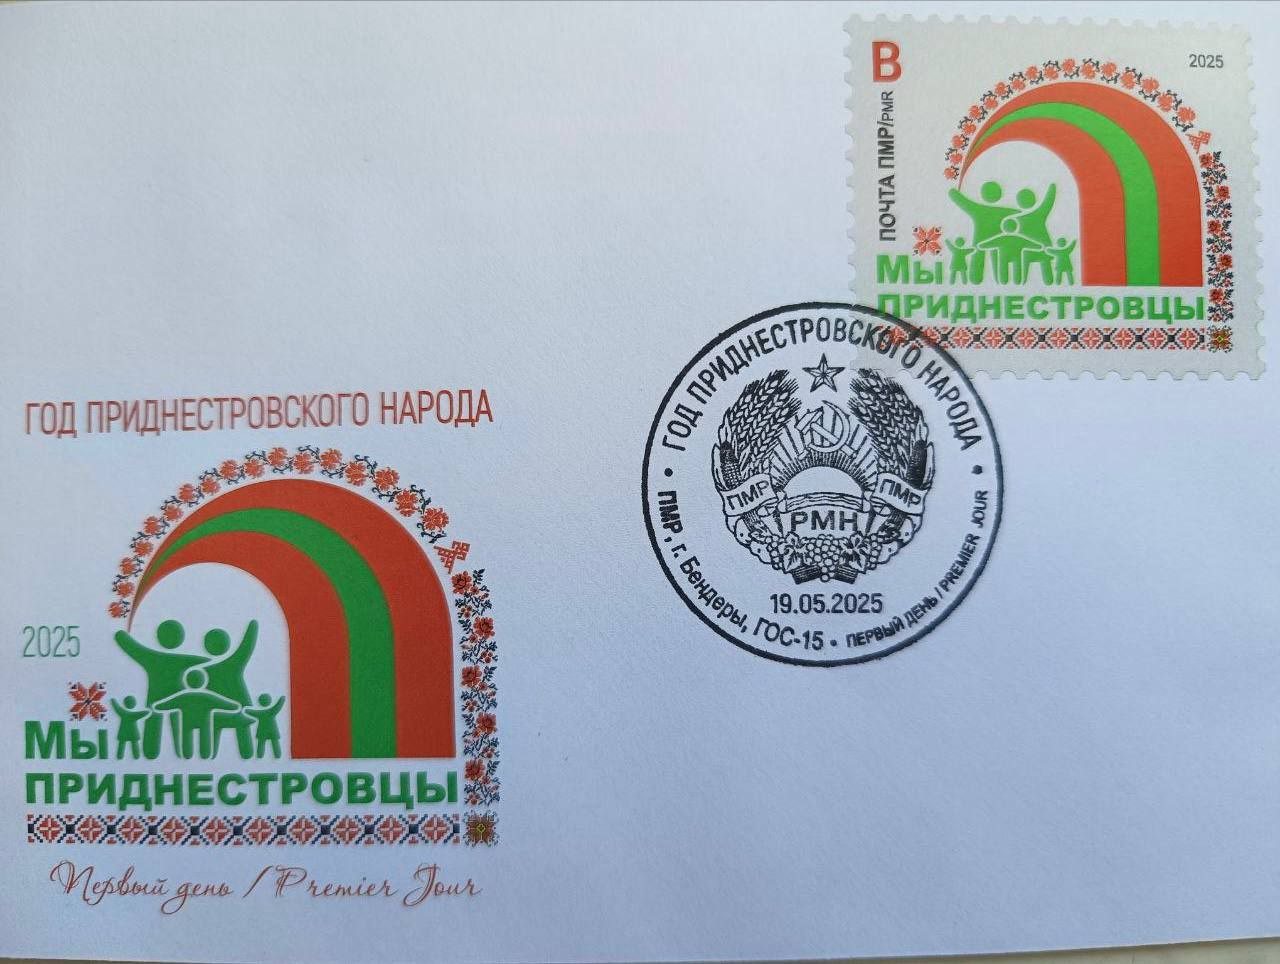 В
2025
ПОЧТА ПМР/PMR
Мы
ПРИДНЕСТРОВЦЫ
ГОД ПРИДНЕСТРОВСКОГО НАРОДА
ПМР
ПМР
РМН
19.05.2025
ПМР, г. Бендеры, ГОС-15 • ПЕРВЫЙ ДЕНЬ / PREMIER JOUR
ГОД ПРИДНЕСТРОВСКОГО НАРОДА
2025
Мы
ПРИДНЕСТРОВЦЫ
Первый день / Premier Jour